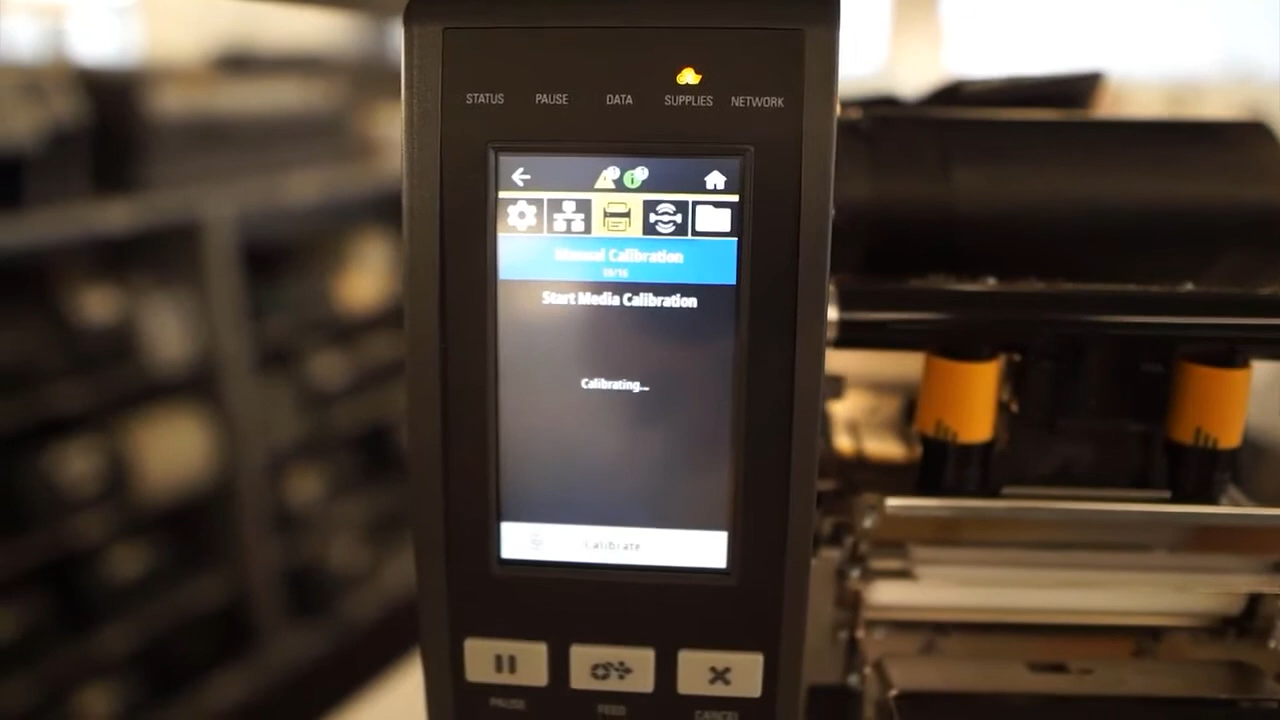 STATUS PAUSE DATA SUPPLIES NETWORK
Manual Calibration
Start Media Calibration
Calibrating...
Calibrate
PAUSE FEED CANCEL